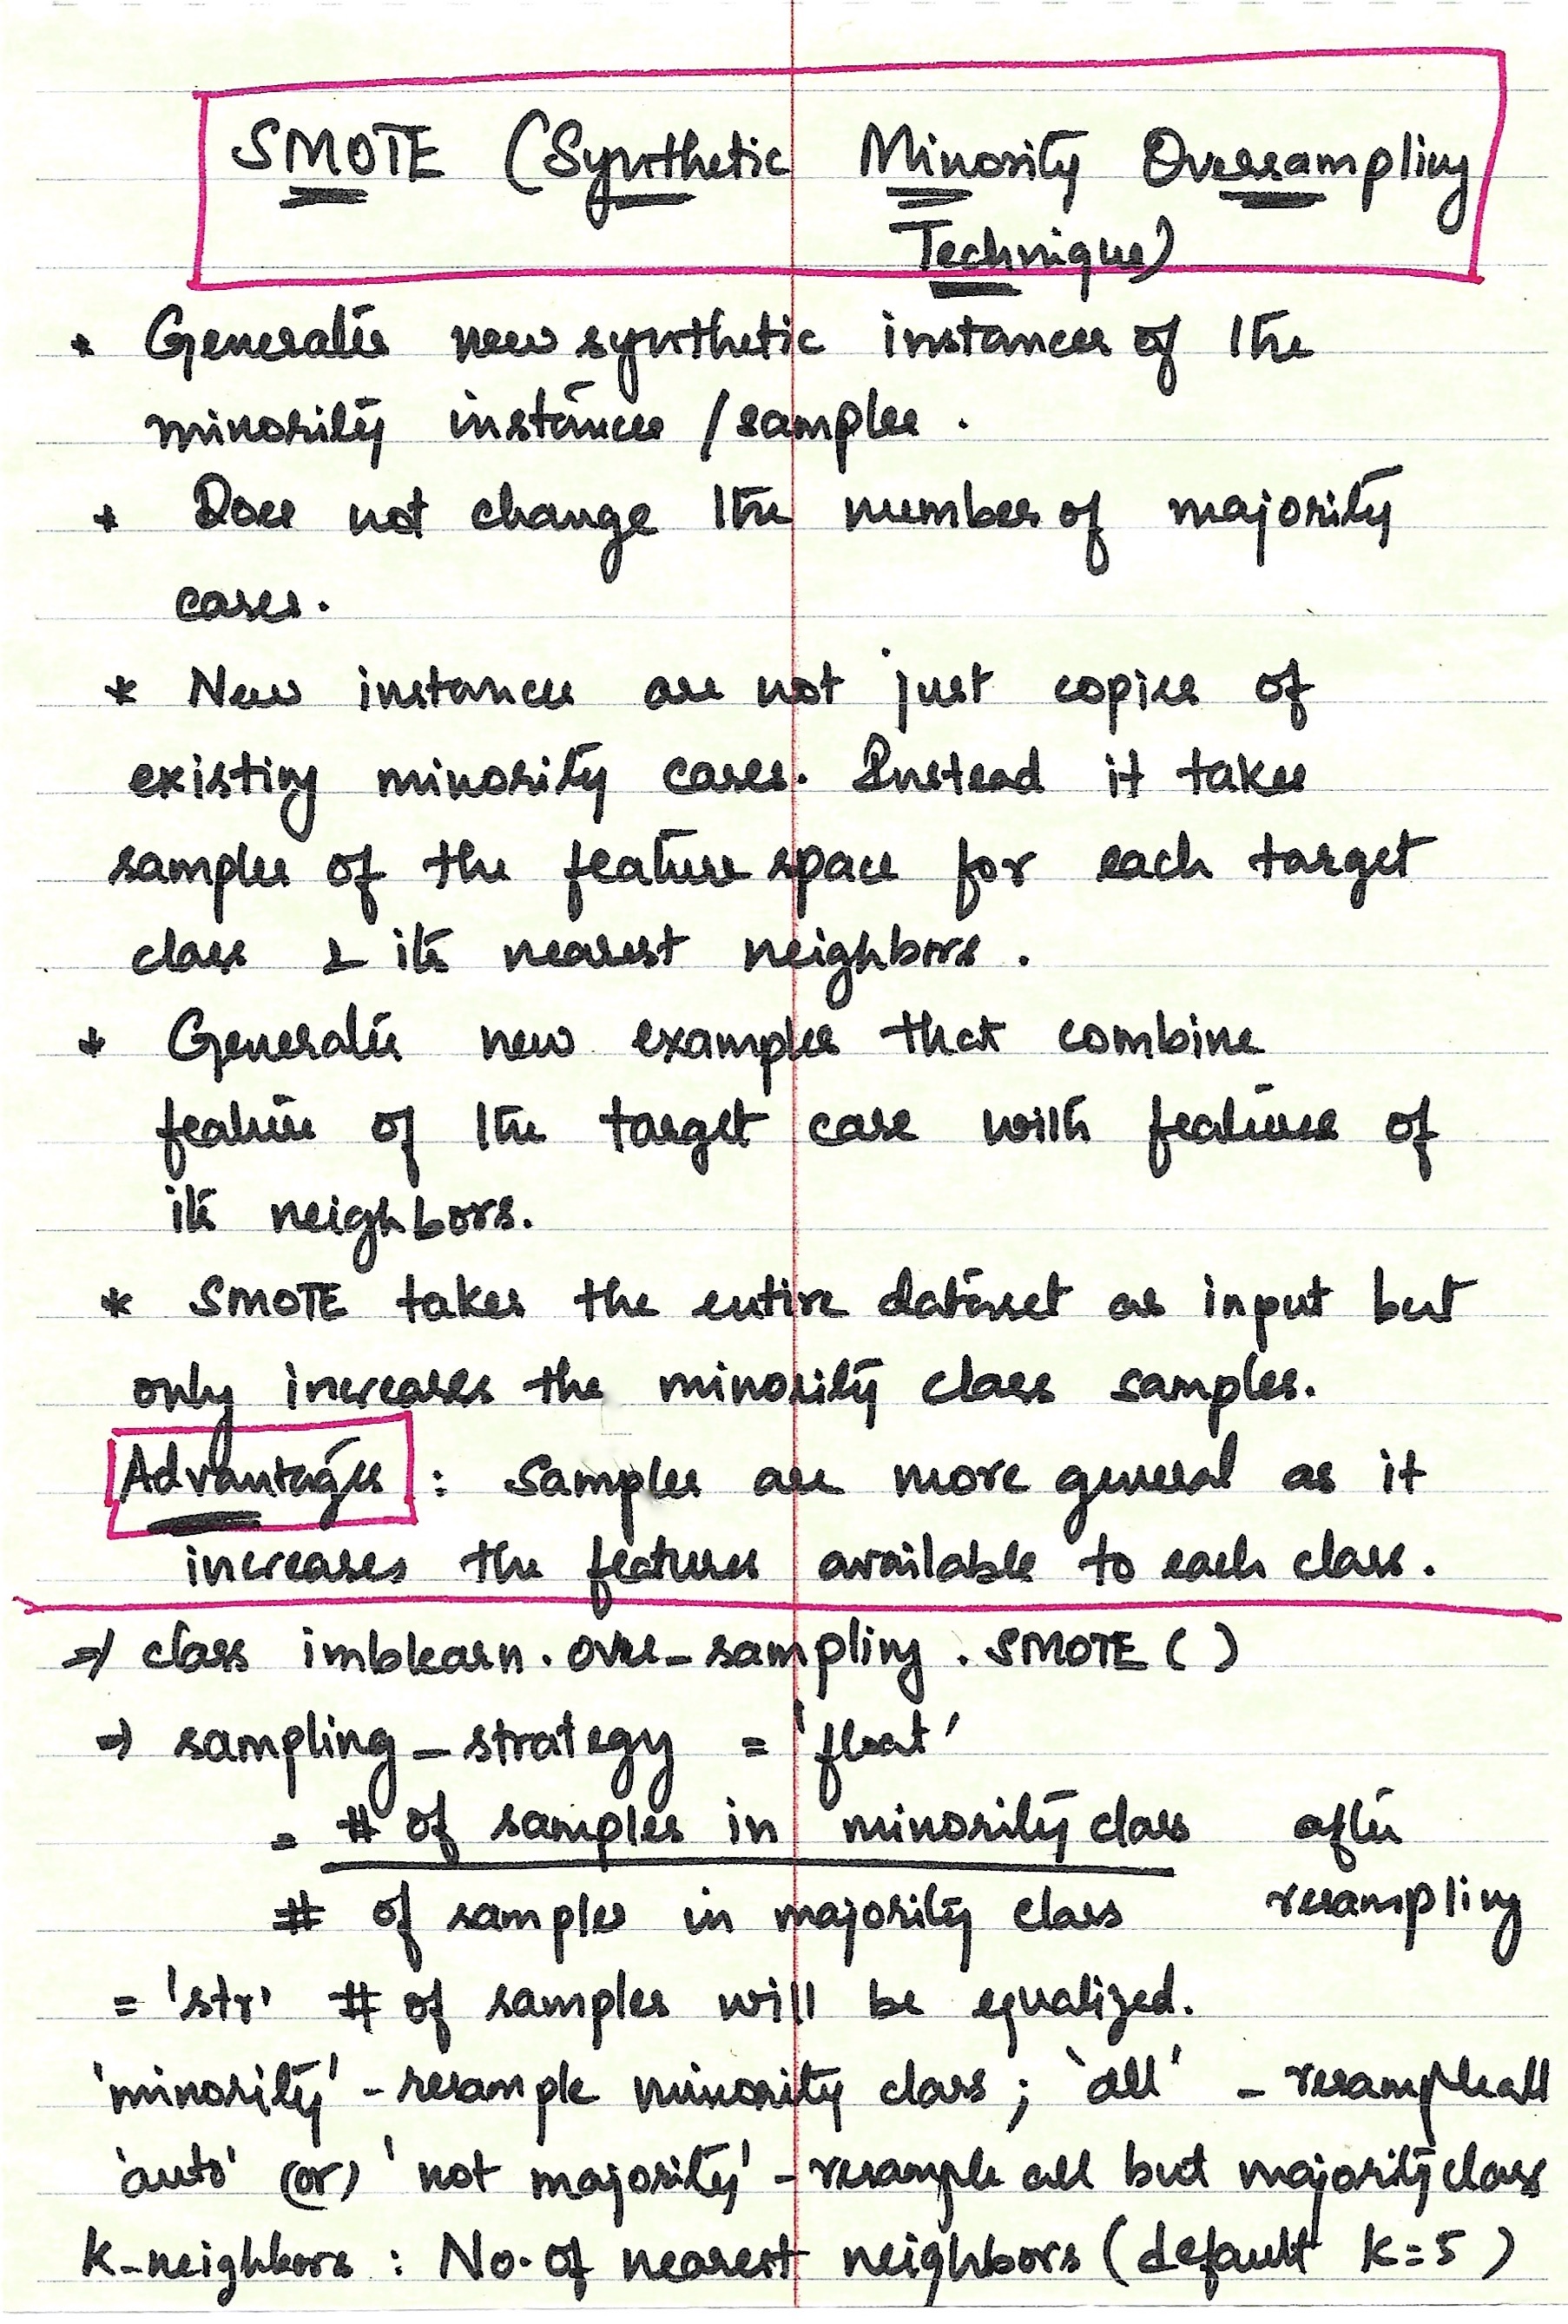 SMOTE (Synthetic Minority Oversampling
Technique)
* Generates new synthetic instances of the
minority instances / samples.
* Does not change the number of majority
cases.
* New instances are not just copies of
existing minority cases. Instead it takes
samples of the feature space for each target
class & its nearest neighbors.
* Generates new examples that combine
features of the target case with features of
its neighbors.
* SMOTE takes the entire dataset as input but
only increases the minority class samples.
Advantages : Samples are more general as it
increases the features available to each class.
⇒ class imblearn.over_sampling.SMOTE()
⇒ sampling_strategy = 'float'
= # of samples in minority class after
# of samples in majority class resampling
= 'str' # of samples will be equalized.
'minority' - resample minority class ; 'all' - resample all
'auto' (or) 'not majority' - resample all but majority class
k-neighbors : No. of nearest neighbors (default k=5)